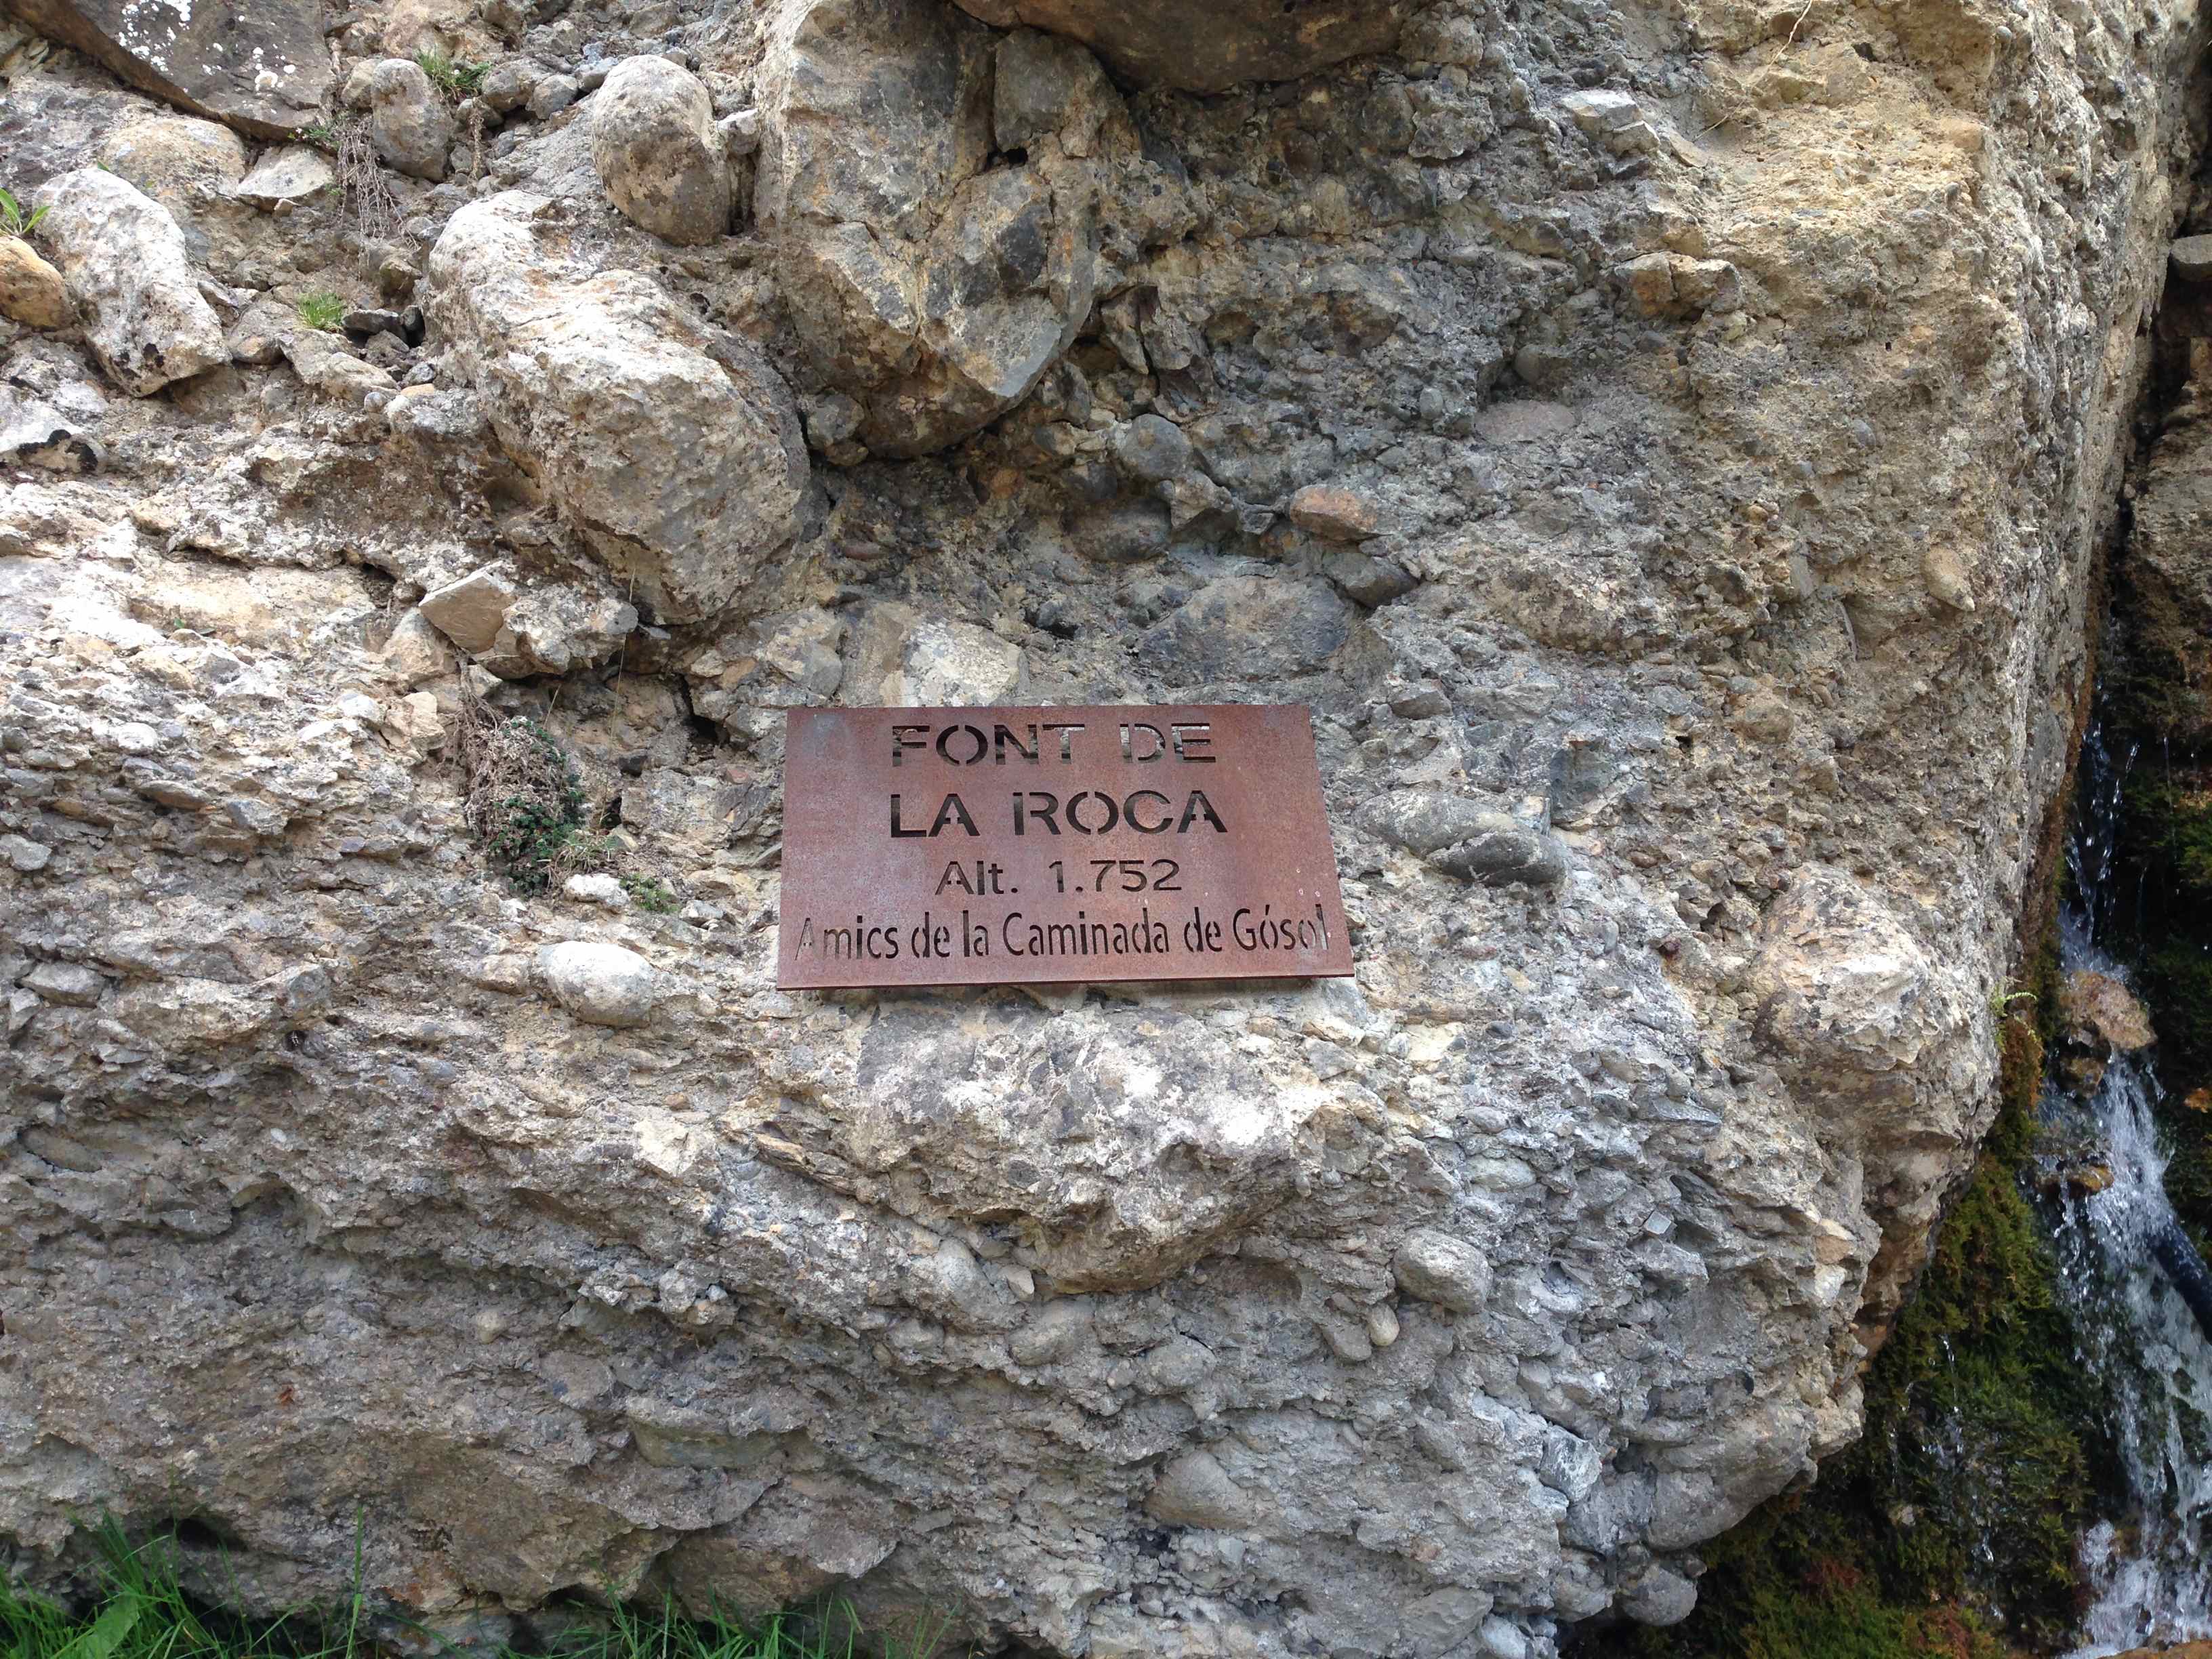 FONT DE
LA ROCA
Alt. 1.752
Amics de la Caminada de Gósol